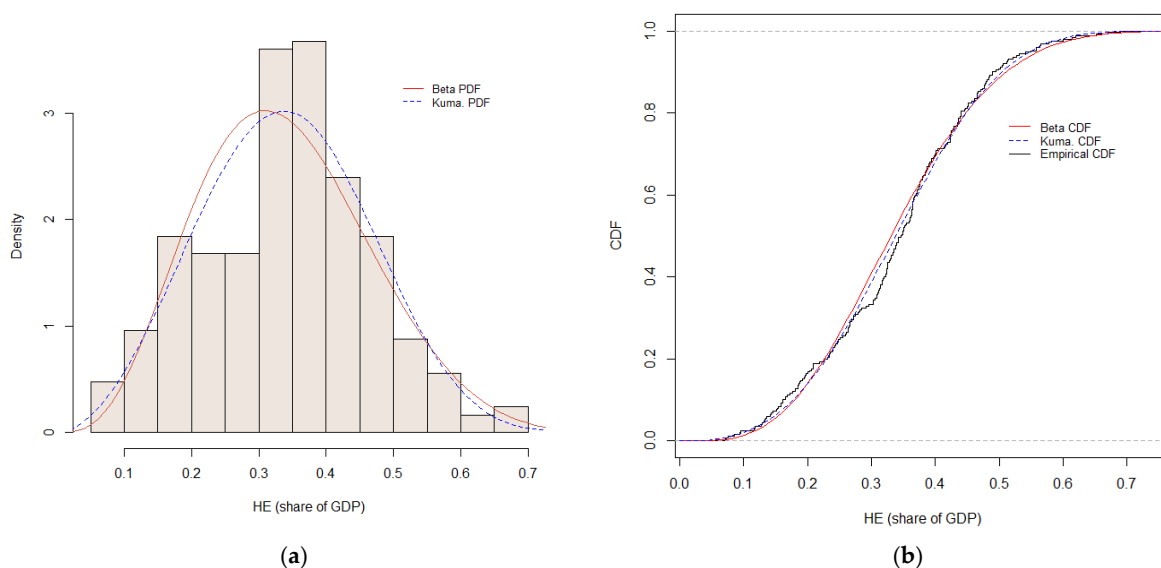 Density
0
1
2
3
Beta PDF
Kuma. PDF
0.1 0.2 0.3 0.4 0.5 0.6 0.7
HE (share of GDP)
(a)
CDF
0.0
0.2
0.4
0.6
0.8
1.0
Beta CDF
Kuma. CDF
Empirical CDF
0.0 0.1 0.2 0.3 0.4 0.5 0.6 0.7
HE (share of GDP)
(b)